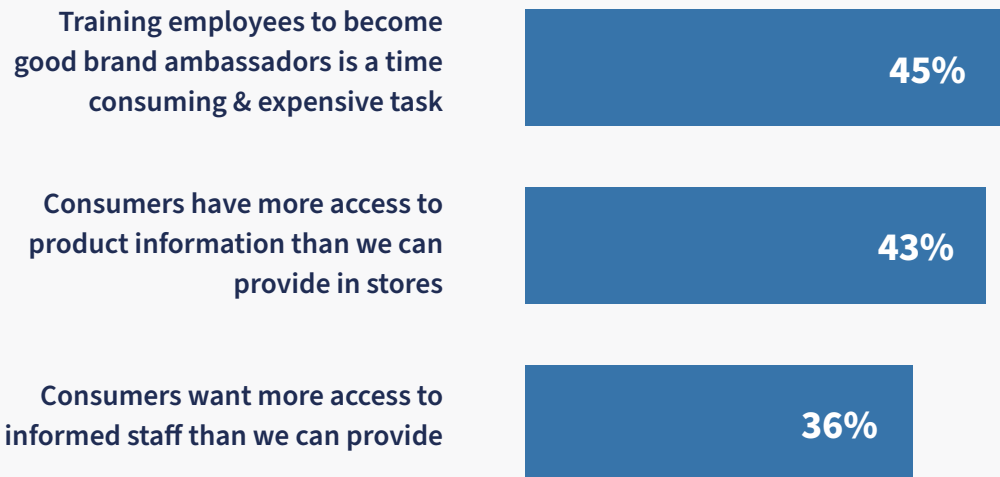 Training employees to become
good brand ambassadors is a time
consuming & expensive task
45%
Consumers have more access to
product information than we can
provide in stores
43%
Consumers want more access to
informed staff than we can provide
36%